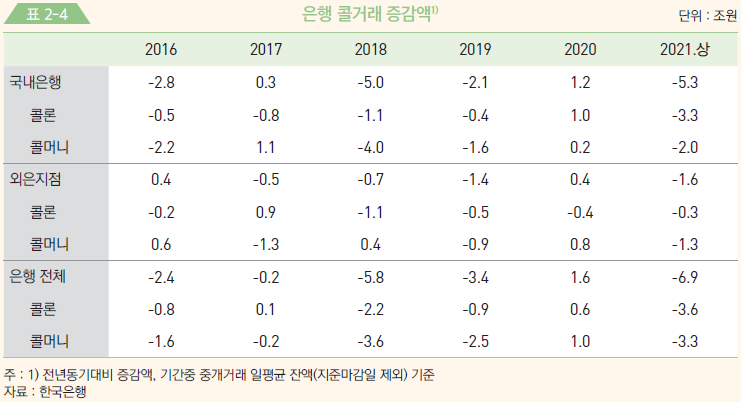 표 2-4 은행 콜거래 증감액1) 단위 : 조원
2016 2017 2018 2019 2020 2021.상
국내은행 -2.8 0.3 -5.0 -2.1 1.2 -5.3
콜론 -0.5 -0.8 -1.1 -0.4 1.0 -3.3
콜머니 -2.2 1.1 -4.0 -1.6 0.2 -2.0
외은지점 0.4 -0.5 -0.7 -1.4 0.4 -1.6
콜론 -0.2 0.9 -1.1 -0.5 -0.4 -0.3
콜머니 0.6 -1.3 0.4 -0.9 0.8 -1.3
은행 전체 -2.4 -0.2 -5.8 -3.4 1.6 -6.9
콜론 -0.8 0.1 -2.2 -0.9 0.6 -3.6
콜머니 -1.6 -0.2 -3.6 -2.5 1.0 -3.3
주 : 1) 전년동기대비 증감액, 기간중 중개거래 일평균 잔액(지준마감일 제외) 기준
자료 : 한국은행